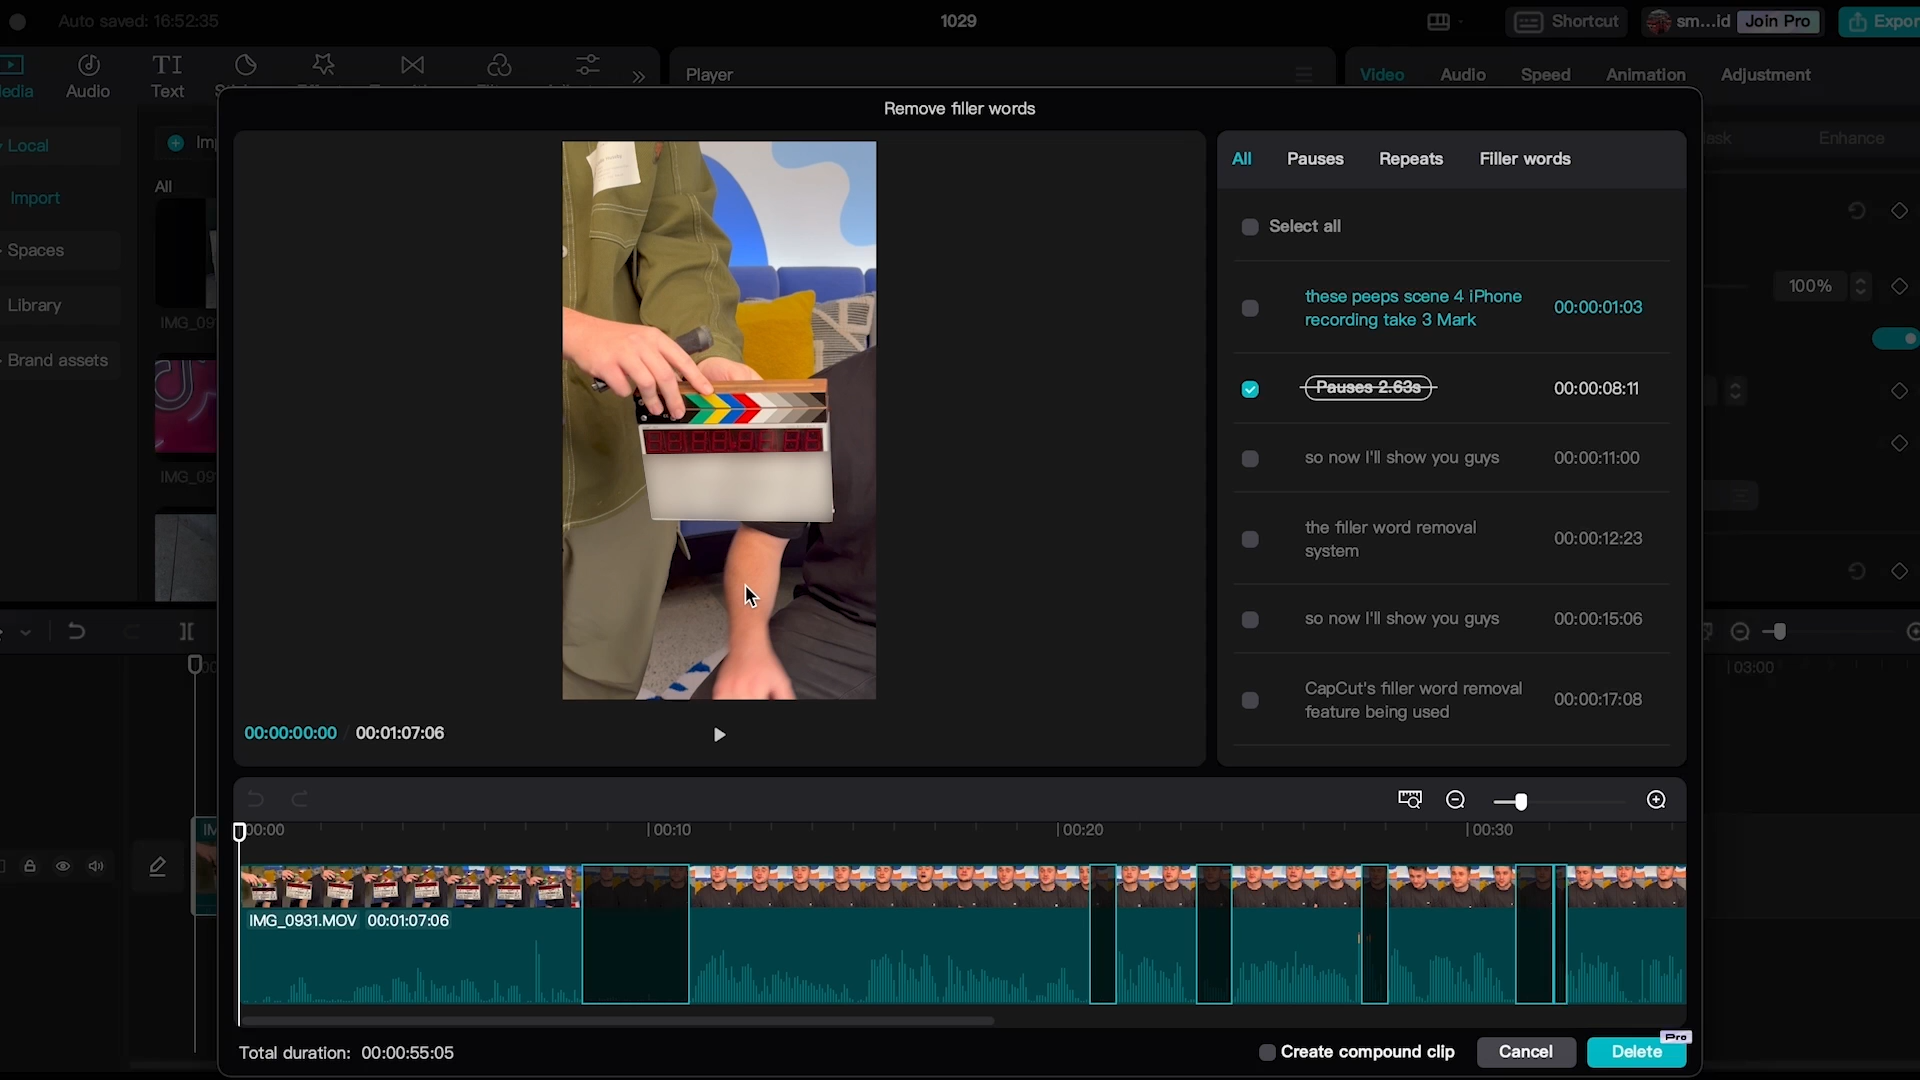 Auto saved: 16:52:35
1029
Shortcut
sm...id
Join Pro
Audio
Text
Player
Video
Audio
Speed
Animation
Adjustment
Remove filler words
Local
Import
Spaces
Library
Brand assets
All
All
Pauses
Repeats
Filler words
Enhance
Select all
these peeps scene 4 iPhone
recording take 3 Mark
00:00:01:03
Pauses 2.63s
00:00:08:11
so now I'll show you guys
00:00:11:00
the filler word removal
system
00:00:12:23
so now I'll show you guys
00:00:15:06
CapCut's filler word removal
feature being used
00:00:17:08
100%
00:00:00:00 / 00:01:07:06
03:00
00:00
00:10
00:20
00:30
IMG_0931.MOV 00:01:07:06
Total duration: 00:00:55:05
Create compound clip
Cancel
Delete
Pro